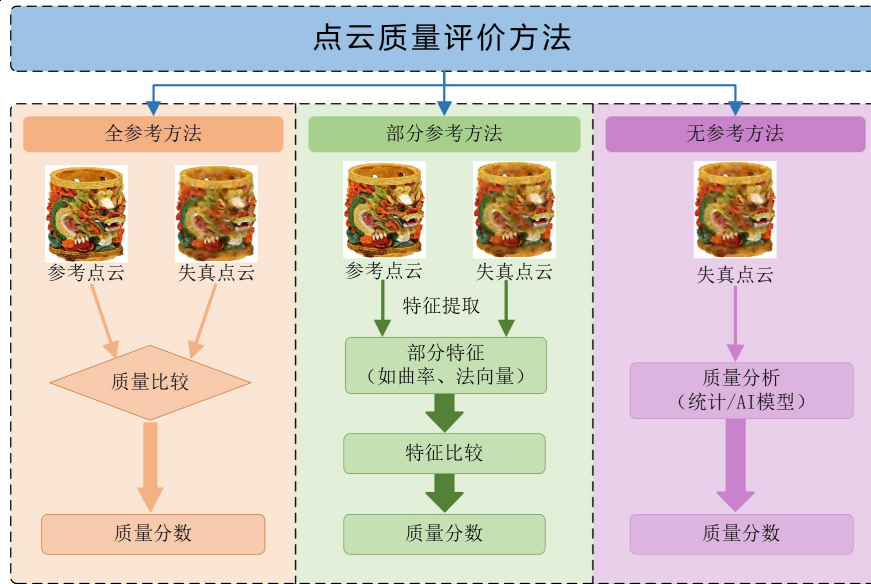 点云质量评价方法
全参考方法
参考点云
失真点云
质量比较
质量分数
部分参考方法
参考点云
失真点云
特征提取
部分特征
（如曲率、法向量）
特征比较
质量分数
无参考方法
失真点云
质量分析
（统计/AI模型）
质量分数